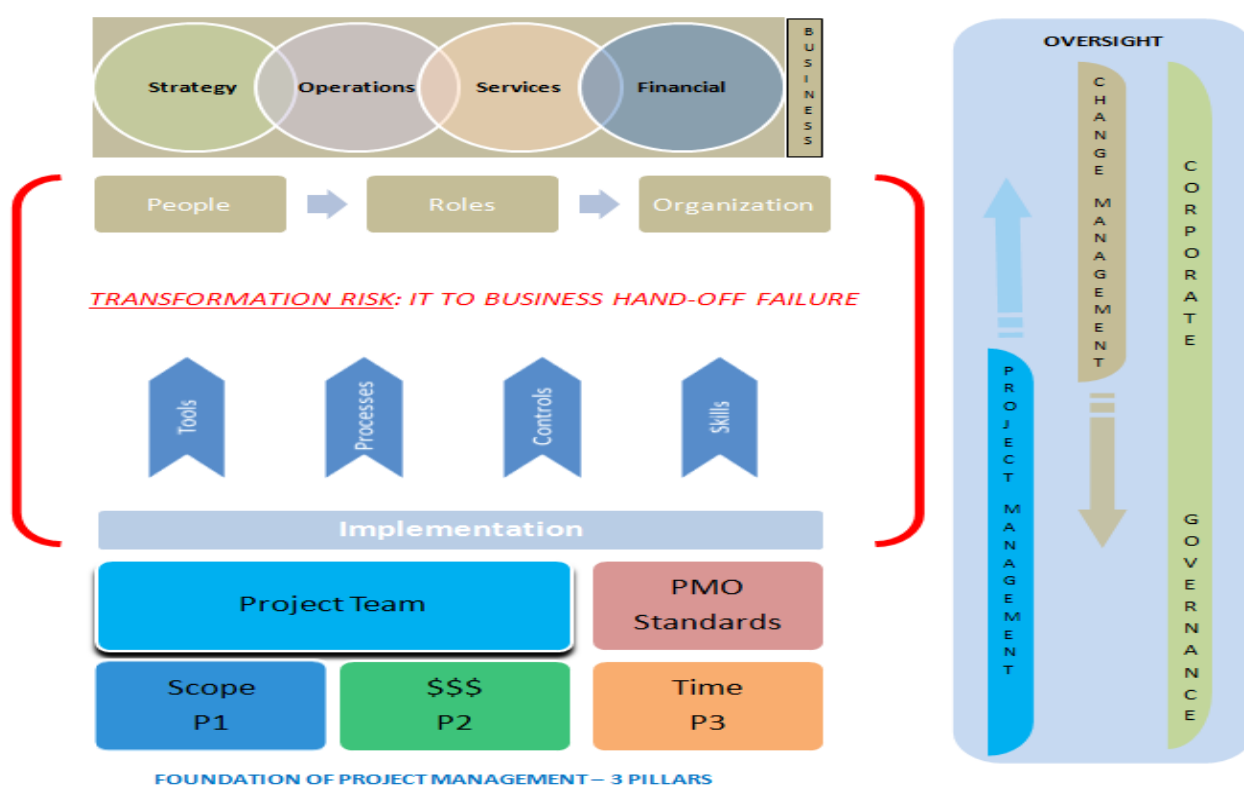 Strategy
Operations
Services
Financial
BUSINESS
People
Roles
Organization
TRANSFORMATION RISK: IT TO BUSINESS HAND-OFF FAILURE
Tools
Processes
Controls
Skills
Implementation
Project Team
PMO
Standards
Scope
P1
$$$
P2
Time
P3
FOUNDATION OF PROJECT MANAGEMENT – 3 PILLARS
OVERSIGHT
PROJECT MANAGEMENT
CHANGE MANAGEMENT
CORPORATE GOVERNANCE